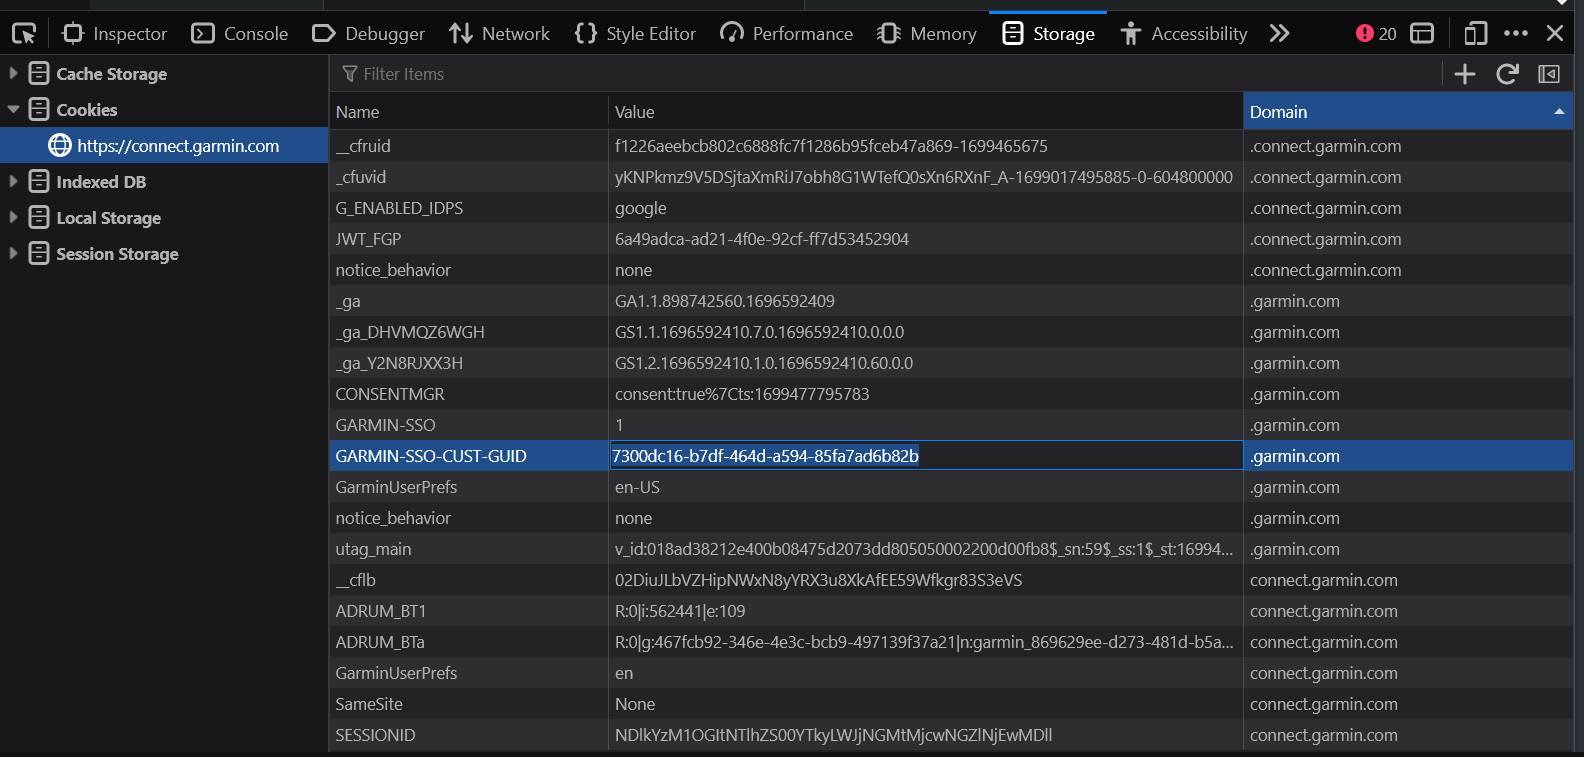 Inspector Console Debugger Network Style Editor Performance Memory Storage Accessibility 20
Cache Storage
Cookies
https://connect.garmin.com
Indexed DB
Local Storage
Session Storage
Filter Items
Name Value Domain
__cfruid f1226aeebcb802c6888fc7f1286b95fceb47a869-1699465675 .connect.garmin.com
_cfuvid yKNPkmz9V5DSjtaXmRiJ7obh8G1WTefQ0sXn6RXnF_A-1699017495885-0-604800000 .connect.garmin.com
G_ENABLED_IDPS google .connect.garmin.com
JWT_FGP 6a49adca-ad21-4f0e-92cf-ff7d53452904 .connect.garmin.com
notice_behavior none .connect.garmin.com
_ga GA1.1.898742560.1696592409 .garmin.com
_ga_DHVMQZ6WGH GS1.1.1696592410.7.0.1696592410.0.0.0 .garmin.com
_ga_Y2N8RJXX3H GS1.2.1696592410.1.0.1696592410.60.0.0 .garmin.com
CONSENTMGR consent:true%7Cts:1699477795783 .garmin.com
GARMIN-SSO 1 .garmin.com
GARMIN-SSO-CUST-GUID 7300dc16-b7df-464d-a594-85fa7ad6b82b .garmin.com
GarminUserPrefs en-US .garmin.com
notice_behavior none .garmin.com
utag_main v_id:018ad38212e400b08475d2073dd805050002200d00fb8$_sn:59$_ss:1$_st:16994... .garmin.com
__cflb 02DiuJLbVZHipNWxN8yYRX3u8XkAfEE59Wfkgr83S3eVS connect.garmin.com
ADRUM_BT1 R:0|i:562441|e:109 connect.garmin.com
ADRUM_BTa R:0|g:467fcb92-346e-4e3c-bcb9-497139f37a21|n:garmin_869629ee-d273-481d-b5a... connect.garmin.com
GarminUserPrefs en connect.garmin.com
SameSite None connect.garmin.com
SESSIONID NDlkYzM1OGItNTlhZS00YTkyLWJjNGMtMjcwNGZlNjEwMDll connect.garmin.com